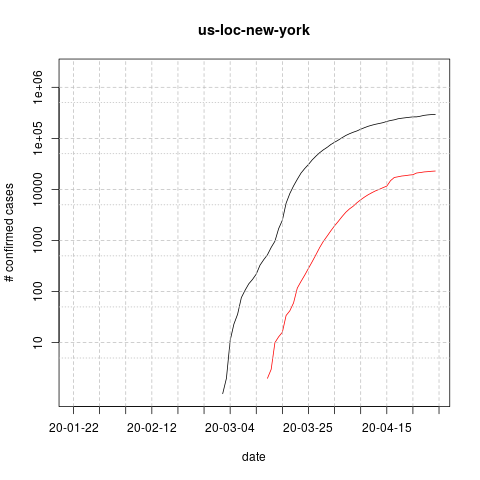 us-loc-new-york
# confirmed cases
1e+06
1e+05
10000
1000
100
10
20-01-22
20-02-12
20-03-04
20-03-25
20-04-15
date